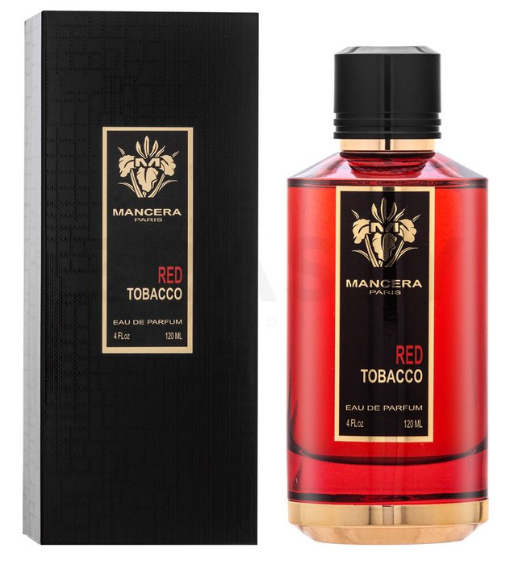 MANCERA
PARIS
RED
TOBACCO
EAU DE PARFUM
4 FLoz 120 ML
MANCERA
PARIS
RED
TOBACCO
EAU DE PARFUM
4 FLoz 120 ML